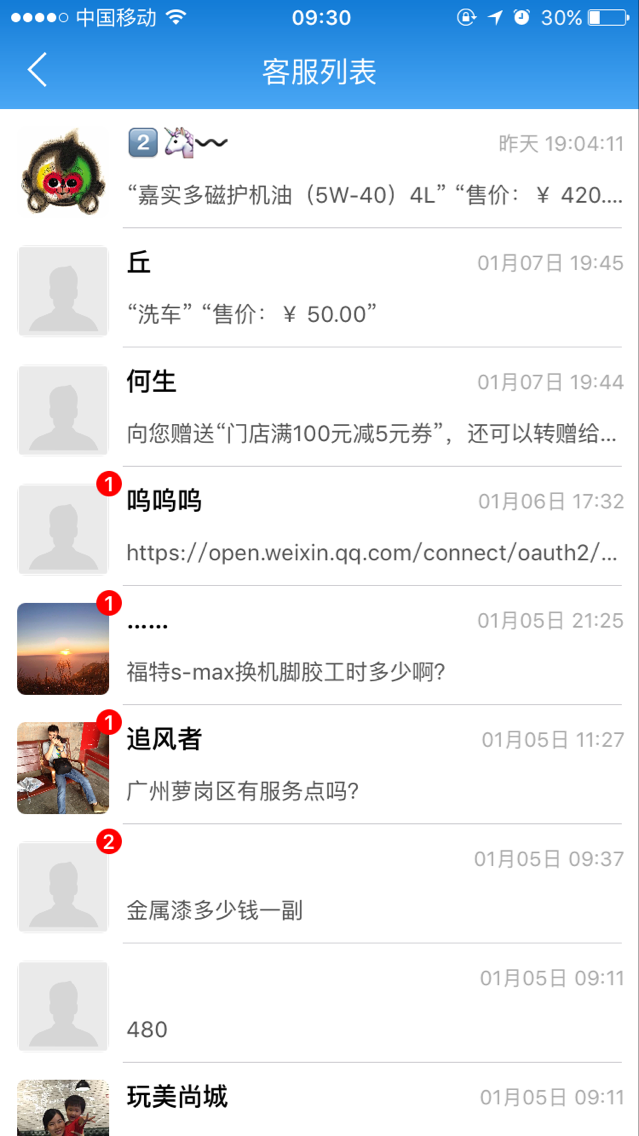 中国移动 09:30 30%
客服列表
2 昨天 19:04:11
“嘉实多磁护机油（5W-40）4L” “售价：￥ 420....
丘 01月07日 19:45
“洗车” “售价：￥ 50.00”
何生 01月07日 19:44
向您赠送“门店满100元减5元券”，还可以转赠给...
1
呜呜呜 01月06日 17:32
https://open.weixin.qq.com/connect/oauth2/...
1
...... 01月05日 21:25
福特s-max换机脚胶工时多少啊?
1
追风者 01月05日 11:27
广州萝岗区有服务点吗?
2
01月05日 09:37
金属漆多少钱一副
01月05日 09:11
480
玩美尚城 01月05日 09:11